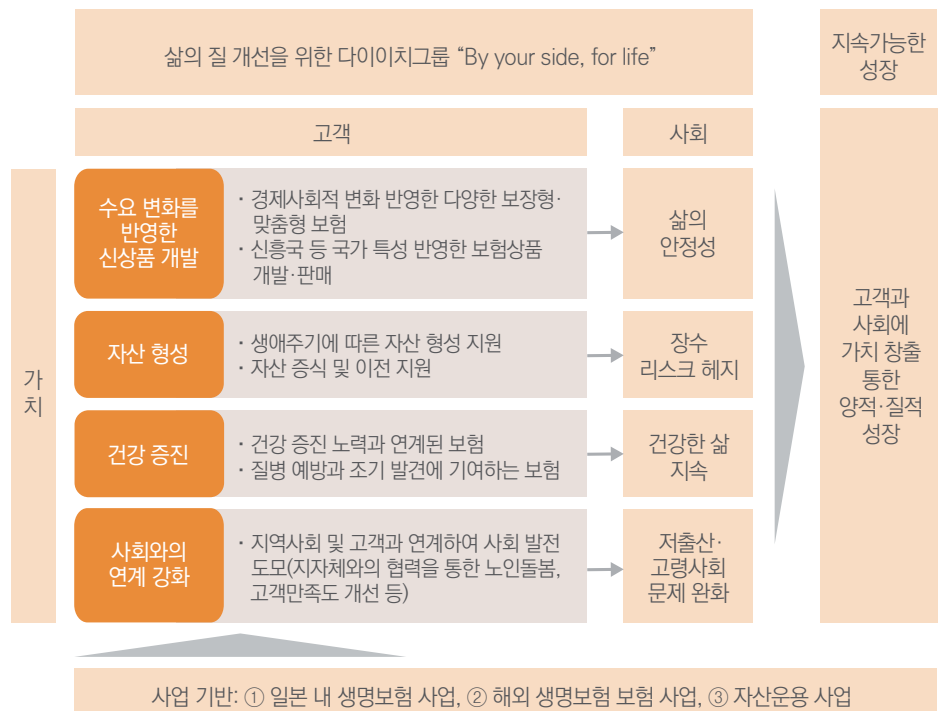 삶의 질 개선을 위한 다이이치그룹 “By your side, for life”
지속가능한
성장
고객
사회
가
치
수요 변화를
반영한
신상품 개발
· 경제사회적 변화 반영한 다양한 보장형·
맞춤형 보험
· 신흥국 등 국가 특성 반영한 보험상품
개발·판매
삶의
안정성
자산 형성
· 생애주기에 따른 자산 형성 지원
· 자산 증식 및 이전 지원
장수
리스크 헤지
건강 증진
· 건강 증진 노력과 연계된 보험
· 질병 예방과 조기 발견에 기여하는 보험
건강한 삶
지속
사회와의
연계 강화
· 지역사회 및 고객과 연계하여 사회 발전
도모(지자체와의 협력을 통한 노인돌봄,
고객만족도 개선 등)
저출산·
고령사회
문제 완화
고객과
사회에
가치 창출
통한
양적·질적
성장
사업 기반: ① 일본 내 생명보험 사업, ② 해외 생명보험 보험 사업, ③ 자산운용 사업